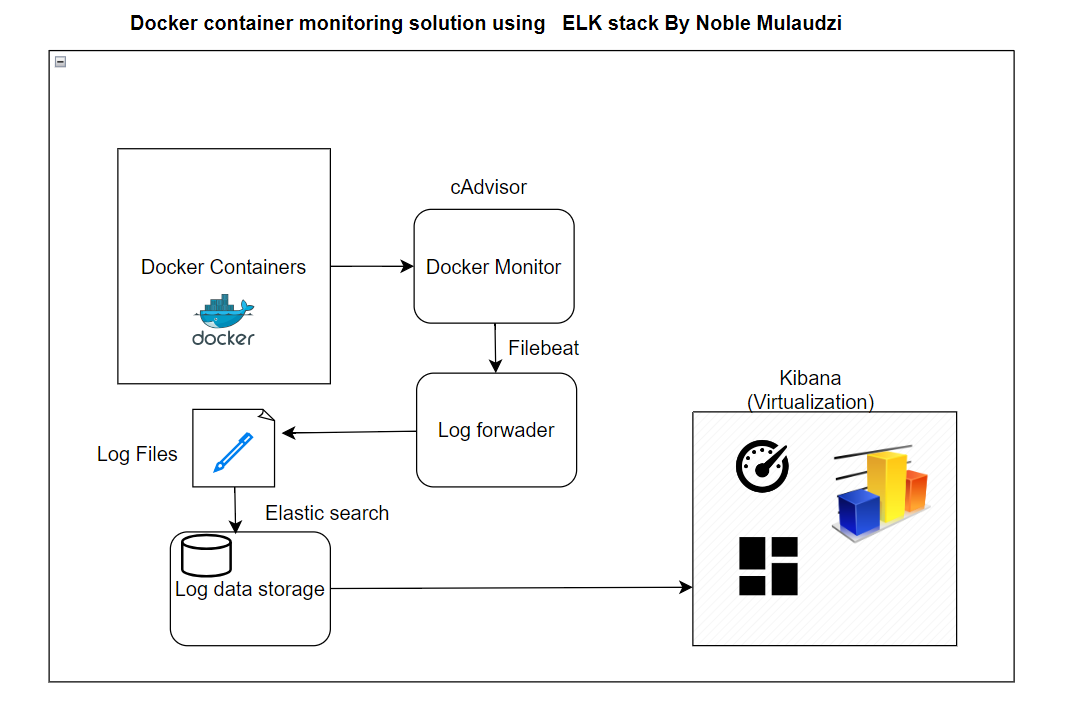 Docker container monitoring solution using   ELK stack By Noble Mulaudzi
cAdvisor
Docker Containers
docker
Docker Monitor
Filebeat
Log forwader
Log Files
Elastic search
Log data storage
Kibana
(Virtualization)